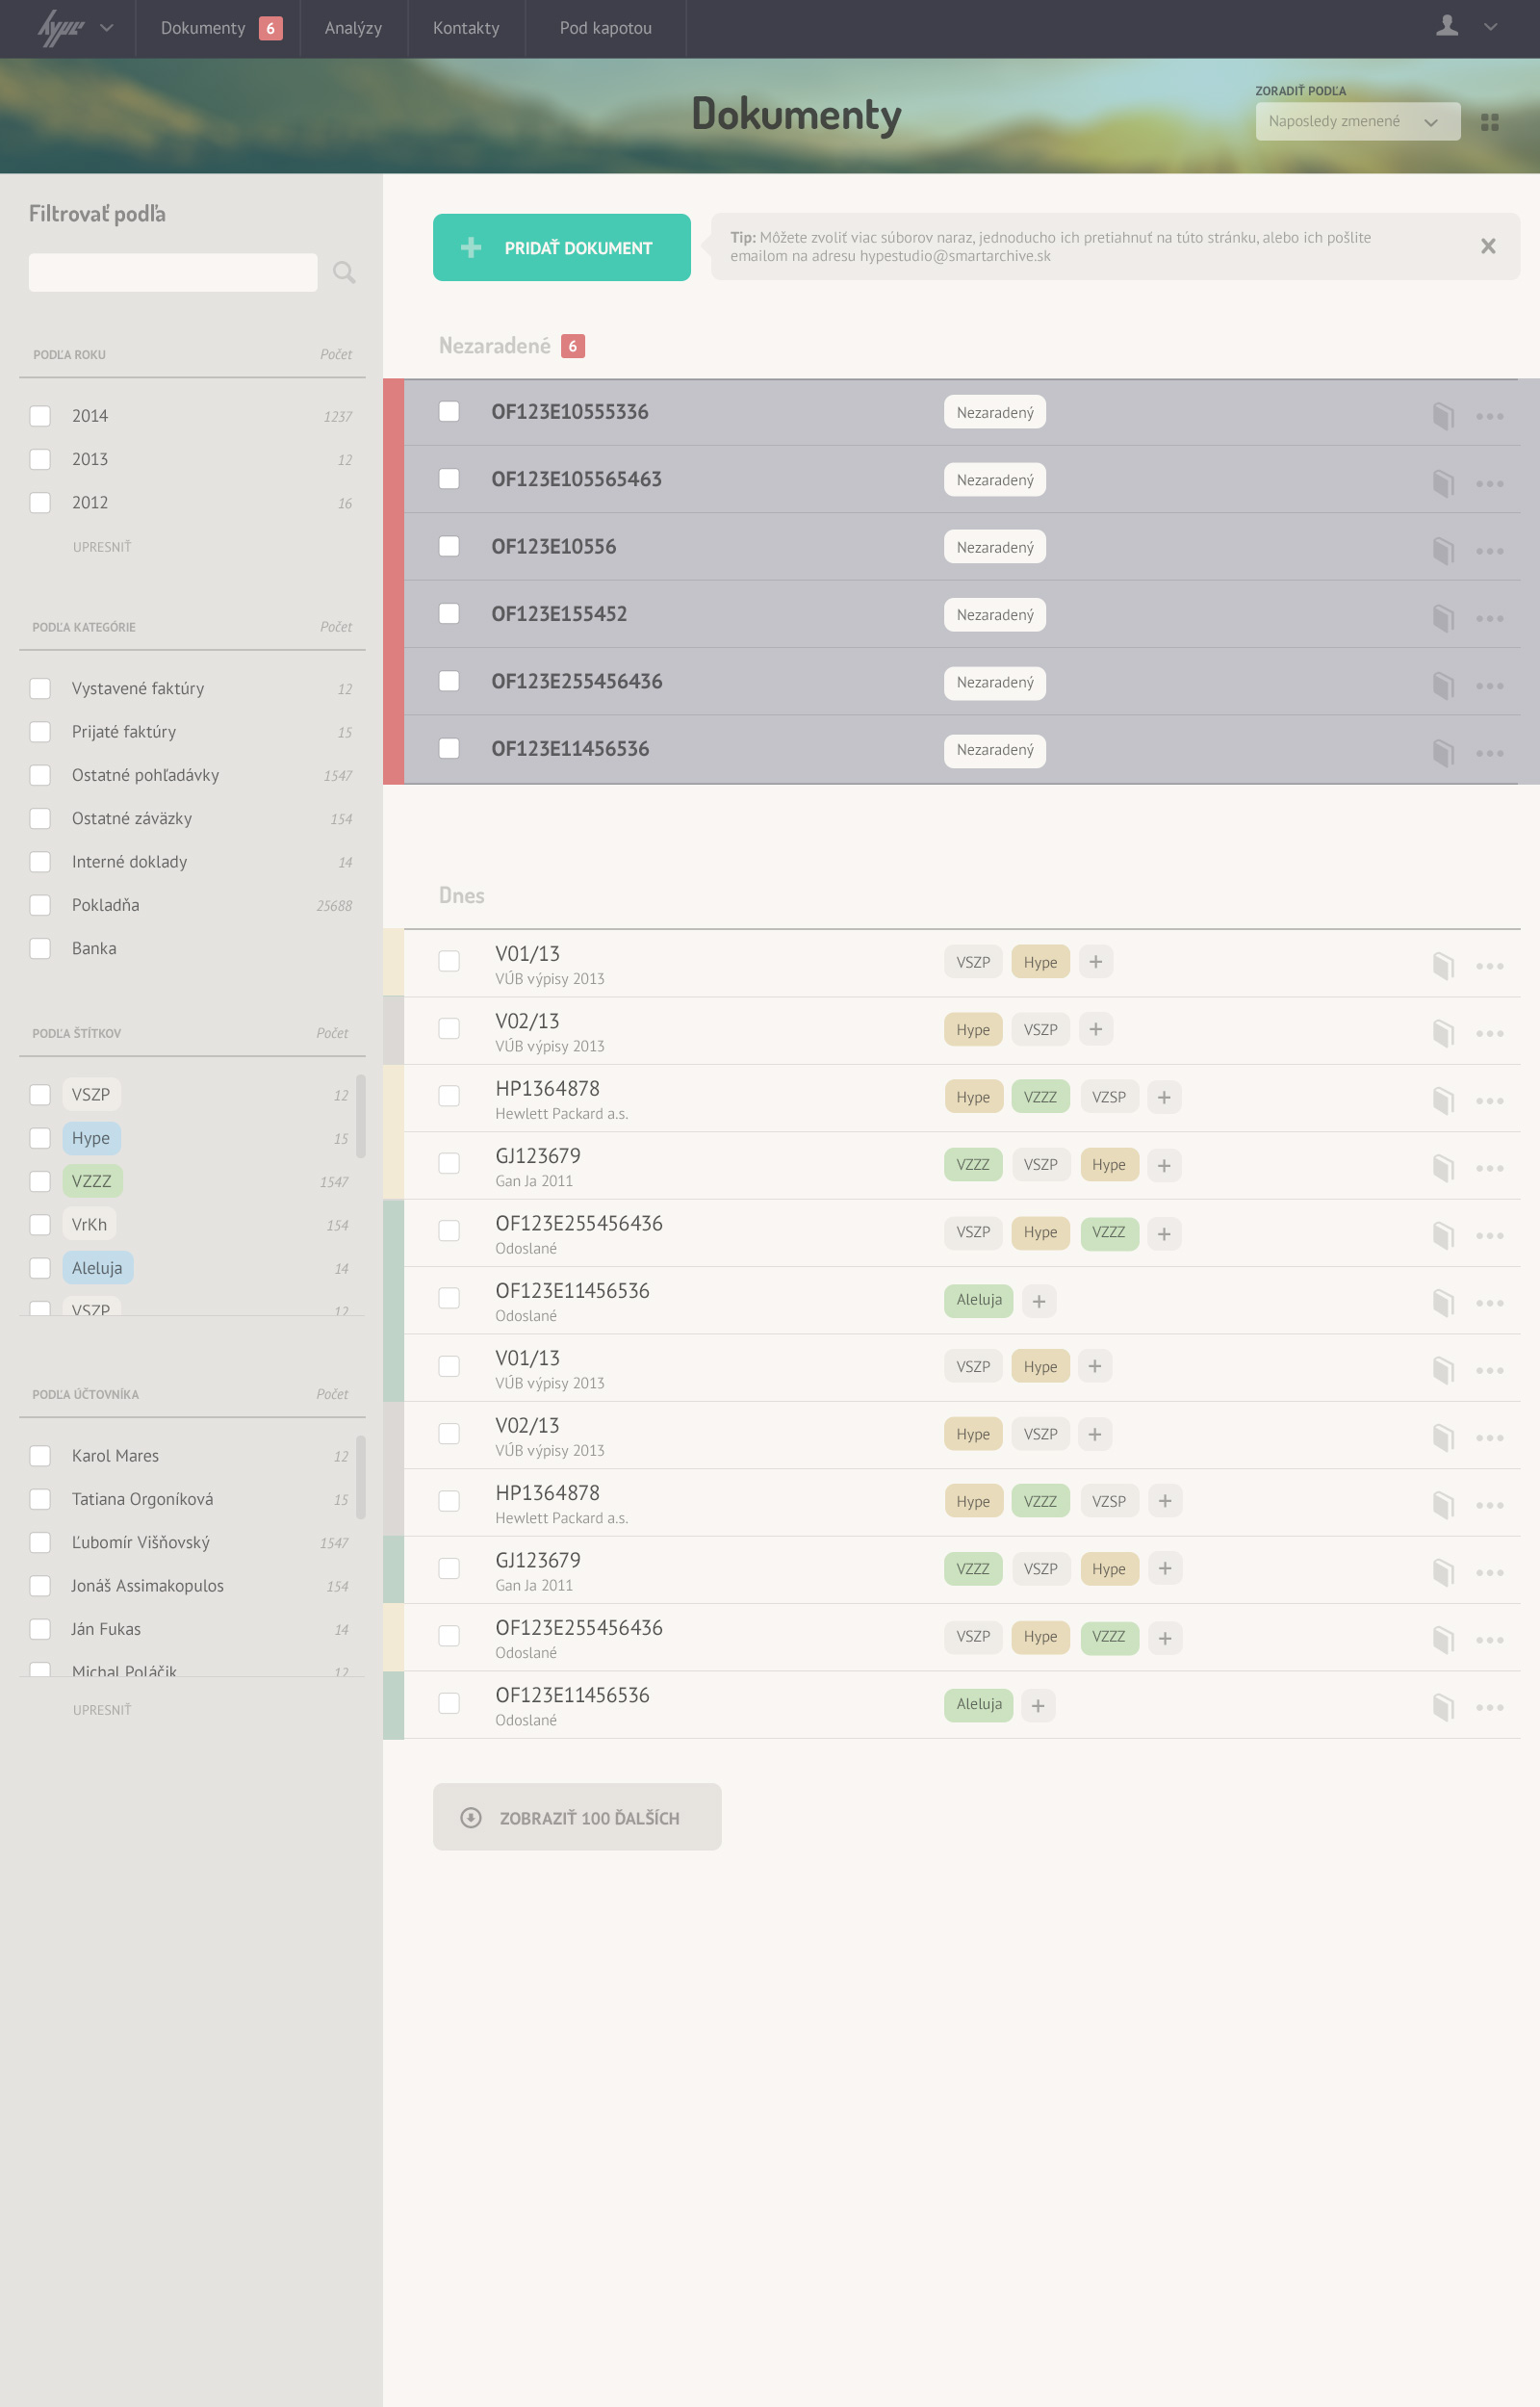 hype
Dokumenty 6
Analýzy
Kontakty
Pod kapotou
Dokumenty
ZORADIŤ PODĽA
Naposledy zmenené
Filtrovať podľa
PODĽA ROKU Počet
2014 1237
2013 12
2012 16
UPRESNIŤ
PODĽA KATEGÓRIE Počet
Vystavené faktúry 12
Prijaté faktúry 15
Ostatné pohľadávky 1547
Ostatné záväzky 154
Interné doklady 14
Pokladňa 25688
Banka
PODĽA ŠTÍTKOV Počet
VSZP 12
Hype 15
VZZZ 1547
VrKh 154
Aleluja 14
VSZP 12
PODĽA ÚČTOVNÍKA Počet
Karol Mares 12
Tatiana Orgoníková 15
Ľubomír Višňovský 1547
Jonáš Assimakopulos 154
Ján Fukas 14
Michal Poláčik 12
UPRESNIŤ
PRIDAŤ DOKUMENT
Tip: Môžete zvoliť viac súborov naraz, jednoducho ich pretiahnuť na túto stránku, alebo ich pošlite
emailom na adresu hypestudio@smartarchive.sk
Nezaradené 6
OF123E10555336 Nezaradený
OF123E105565463 Nezaradený
OF123E10556 Nezaradený
OF123E155452 Nezaradený
OF123E255456436 Nezaradený
OF123E11456536 Nezaradený
Dnes
V01/13 VSZP Hype +
VÚB výpisy 2013
V02/13 Hype VSZP +
VÚB výpisy 2013
HP1364878 Hype VZZZ VZSP +
Hewlett Packard a.s.
GJ123679 VZZZ VSZP Hype +
Gan Ja 2011
OF123E255456436 VSZP Hype VZZZ +
Odoslané
OF123E11456536 Aleluja +
Odoslané
V01/13 VSZP Hype +
VÚB výpisy 2013
V02/13 Hype VSZP +
VÚB výpisy 2013
HP1364878 Hype VZZZ VZSP +
Hewlett Packard a.s.
GJ123679 VZZZ VSZP Hype +
Gan Ja 2011
OF123E255456436 VSZP Hype VZZZ +
Odoslané
OF123E11456536 Aleluja +
Odoslané
ZOBRAZIŤ 100 ĎALŠÍCH